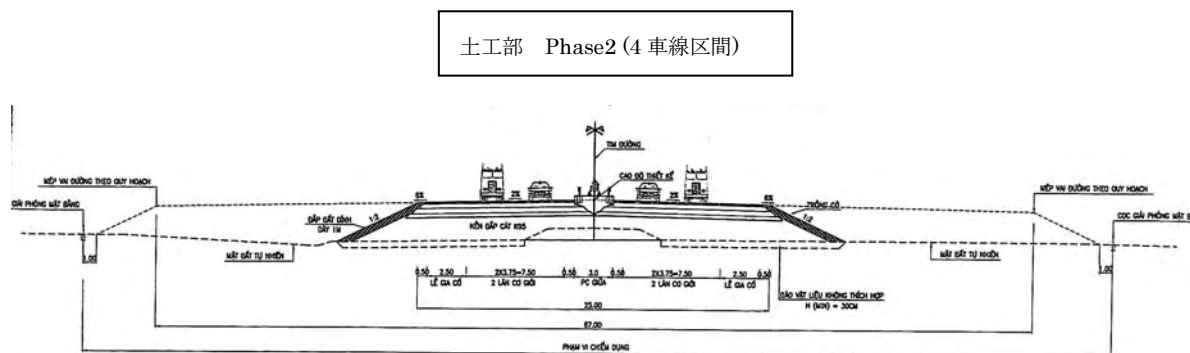 土工部 Phase2 (4 車線区間)
TIM ĐƯỜNG
CAO ĐỘ THIẾT KẾ
MÉP VAI ĐƯỜNG THEO QUY HOẠCH
MÉP VAI ĐƯỜNG THEO QUY HOẠCH
GIẢI PHÓNG MẶT BẰNG
6%
2%
2%
6%
TRỒNG CỎ
CỌC GIẢI PHÓNG MẶT B
ĐẮP ĐẤT DÍNH
DÀY 1M
1:2
NỀN ĐẮP CÁT K95
1:2
1.00
MẶT ĐẤT TỰ NHIÊN
MẶT ĐẤT TỰ NHIÊN
1.00
0.50 2.50 2X3.75=7.50 0.50 3.0 0.50 2X3.75=7.50 2.50 0.50
LỀ GIA CỐ 2 LÀN CƠ GIỚI PC GIỮA 2 LÀN CƠ GIỚI LỀ GIA CỐ
ĐÀO VẬT LIỆU KHÔNG THÍCH HỢP
H (MIN) = 30CM
67.00
PHẠM VI CHIẾM DỤNG